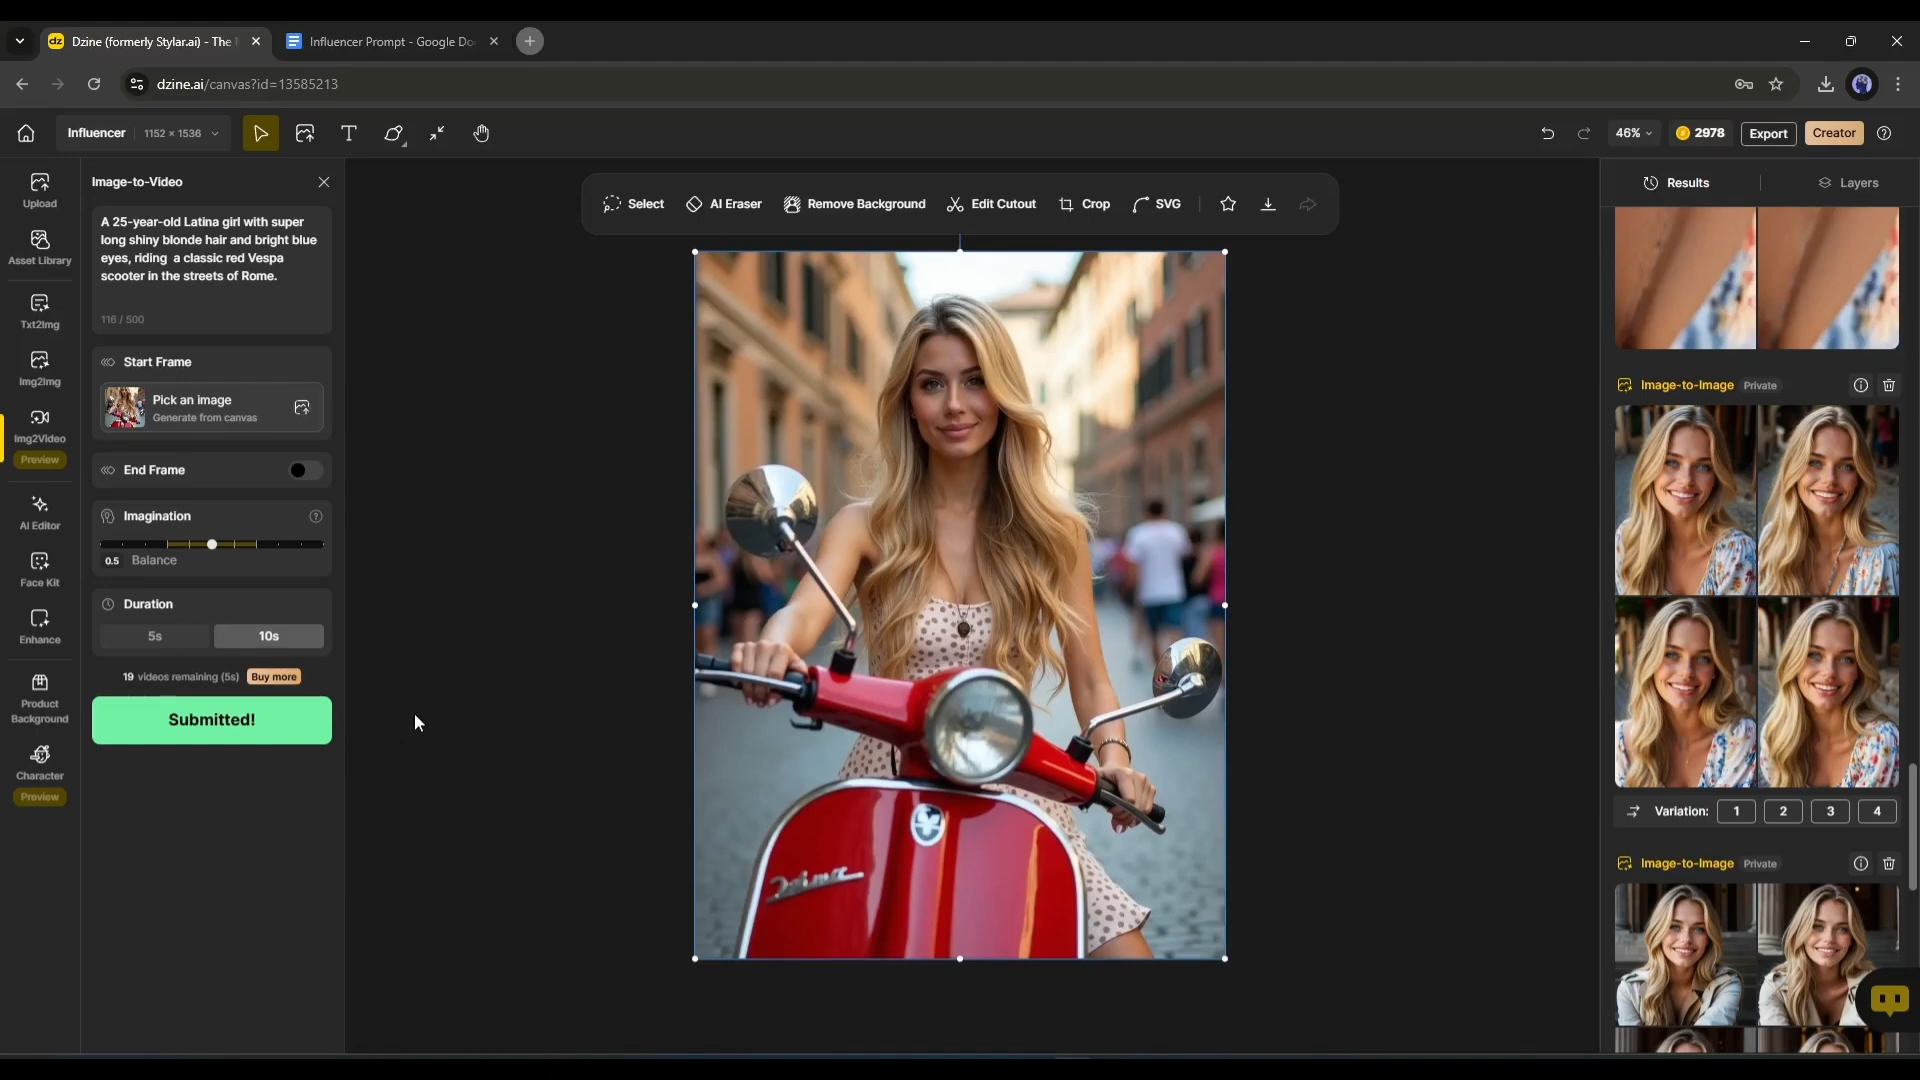 Dzine (formerly Stylar.ai) - The
Influencer Prompt - Google Do
dzine.ai/canvas?id=13585213
Influencer
1152 × 1536
46%
2978
Export
Creator
Upload
Asset Library
Txt2Img
Img2Img
Img2Video
Preview
AI Editor
Face Kit
Enhance
Product
Background
Character
Preview
Image-to-Video
A 25-year-old Latina girl with super
long shiny blonde hair and bright blue
eyes, riding a classic red Vespa
scooter in the streets of Rome.
116 / 500
Start Frame
Pick an image
Generate from canvas
End Frame
Imagination
0.5 Balance
Duration
5s
10s
19 videos remaining (5s)
Buy more
Submitted!
Select
AI Eraser
Remove Background
Edit Cutout
Crop
SVG
Results
Layers
Image-to-Image Private
Variation: 1 2 3 4
Image-to-Image Private